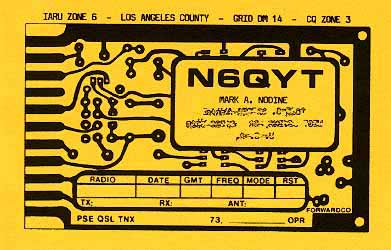 IARU ZONE 6 - LOS ANGELES COUNTY - GRID DM 14 - CQ ZONE 3
N6QYT
MARK A. NODINE
RADIO DATE GMT FREQ MODE RST
TX: RX: ANT:
FORWARDCO
PSE QSL TNX 73, OPR